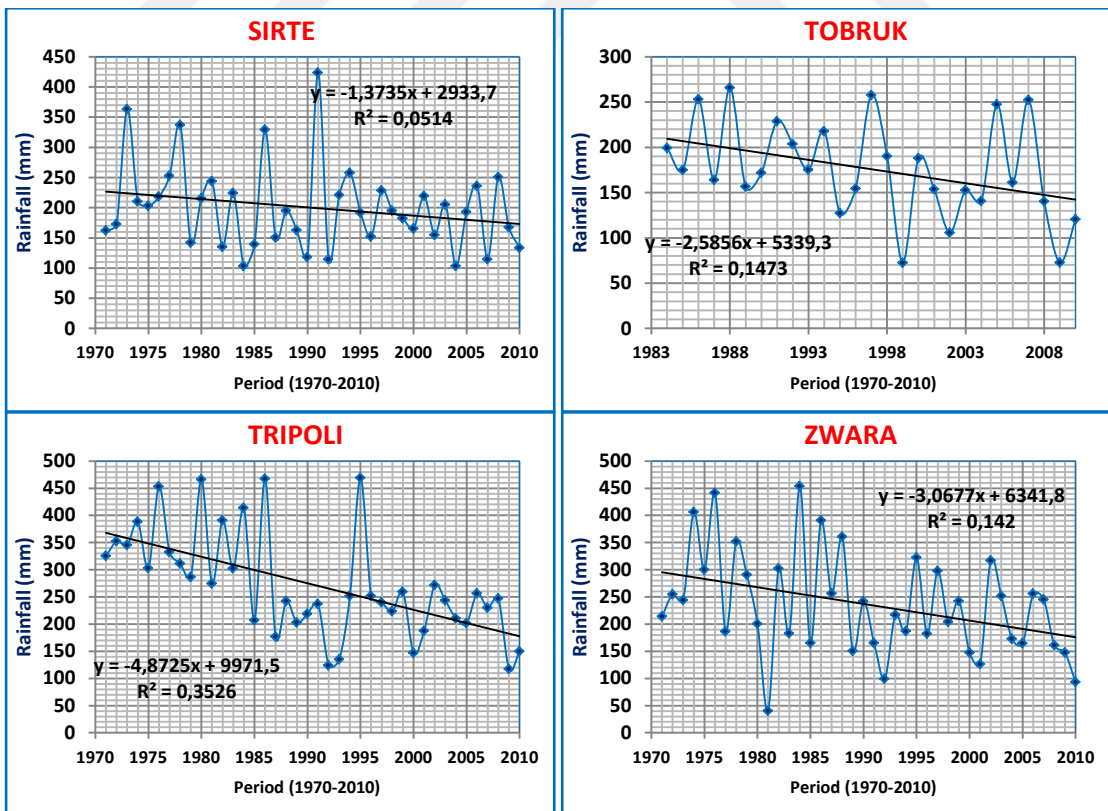 SIRTE
450
400
350
300
250
200
150
100
50
0
Rainfall (mm)
y = -1,3735x + 2933,7
R² = 0,0514
1970 1975 1980 1985 1990 1995 2000 2005 2010
Period (1970-2010)
TOBRUK
300
250
200
150
100
50
0
Rainfall (mm)
y = -2,5856x + 5339,3
R² = 0,1473
1983 1988 1993 1998 2003 2008
Period (1970-2010)
TRIPOLI
500
450
400
350
300
250
200
150
100
50
0
Rainfall (mm)
y = -4,8725x + 9971,5
R² = 0,3526
1970 1975 1980 1985 1990 1995 2000 2005 2010
Period (1970-2010)
ZWARA
500
450
400
350
300
250
200
150
100
50
0
Rainfall (mm)
y = -3,0677x + 6341,8
R² = 0,142
1970 1975 1980 1985 1990 1995 2000 2005 2010
Period (1970-2010)